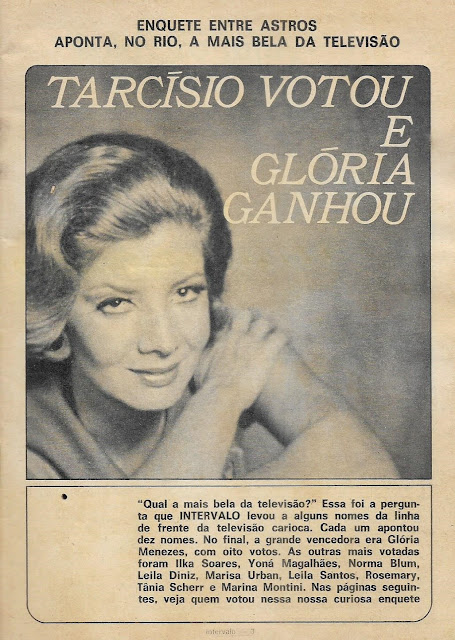 ENQUETE ENTRE ASTROS
APONTA, NO RIO, A MAIS BELA DA TELEVISÃO
TARCÍSIO VOTOU
E
GLÓRIA
GANHOU
“Qual a mais bela da televisão?” Essa foi a pergun-
ta que INTERVALO levou a alguns nomes da linha
de frente da televisão carioca. Cada um apontou
dez nomes. No final, a grande vencedora era Glória
Menezes, com oito votos. As outras mais votadas
foram Ilka Soares, Yoná Magalhães, Norma Blum,
Leila Diniz, Marisa Urban, Leila Santos, Rosemary,
Tânia Scherr e Marina Montini. Nas páginas seguin-
tes, veja quem votou nessa nossa curiosa enquete